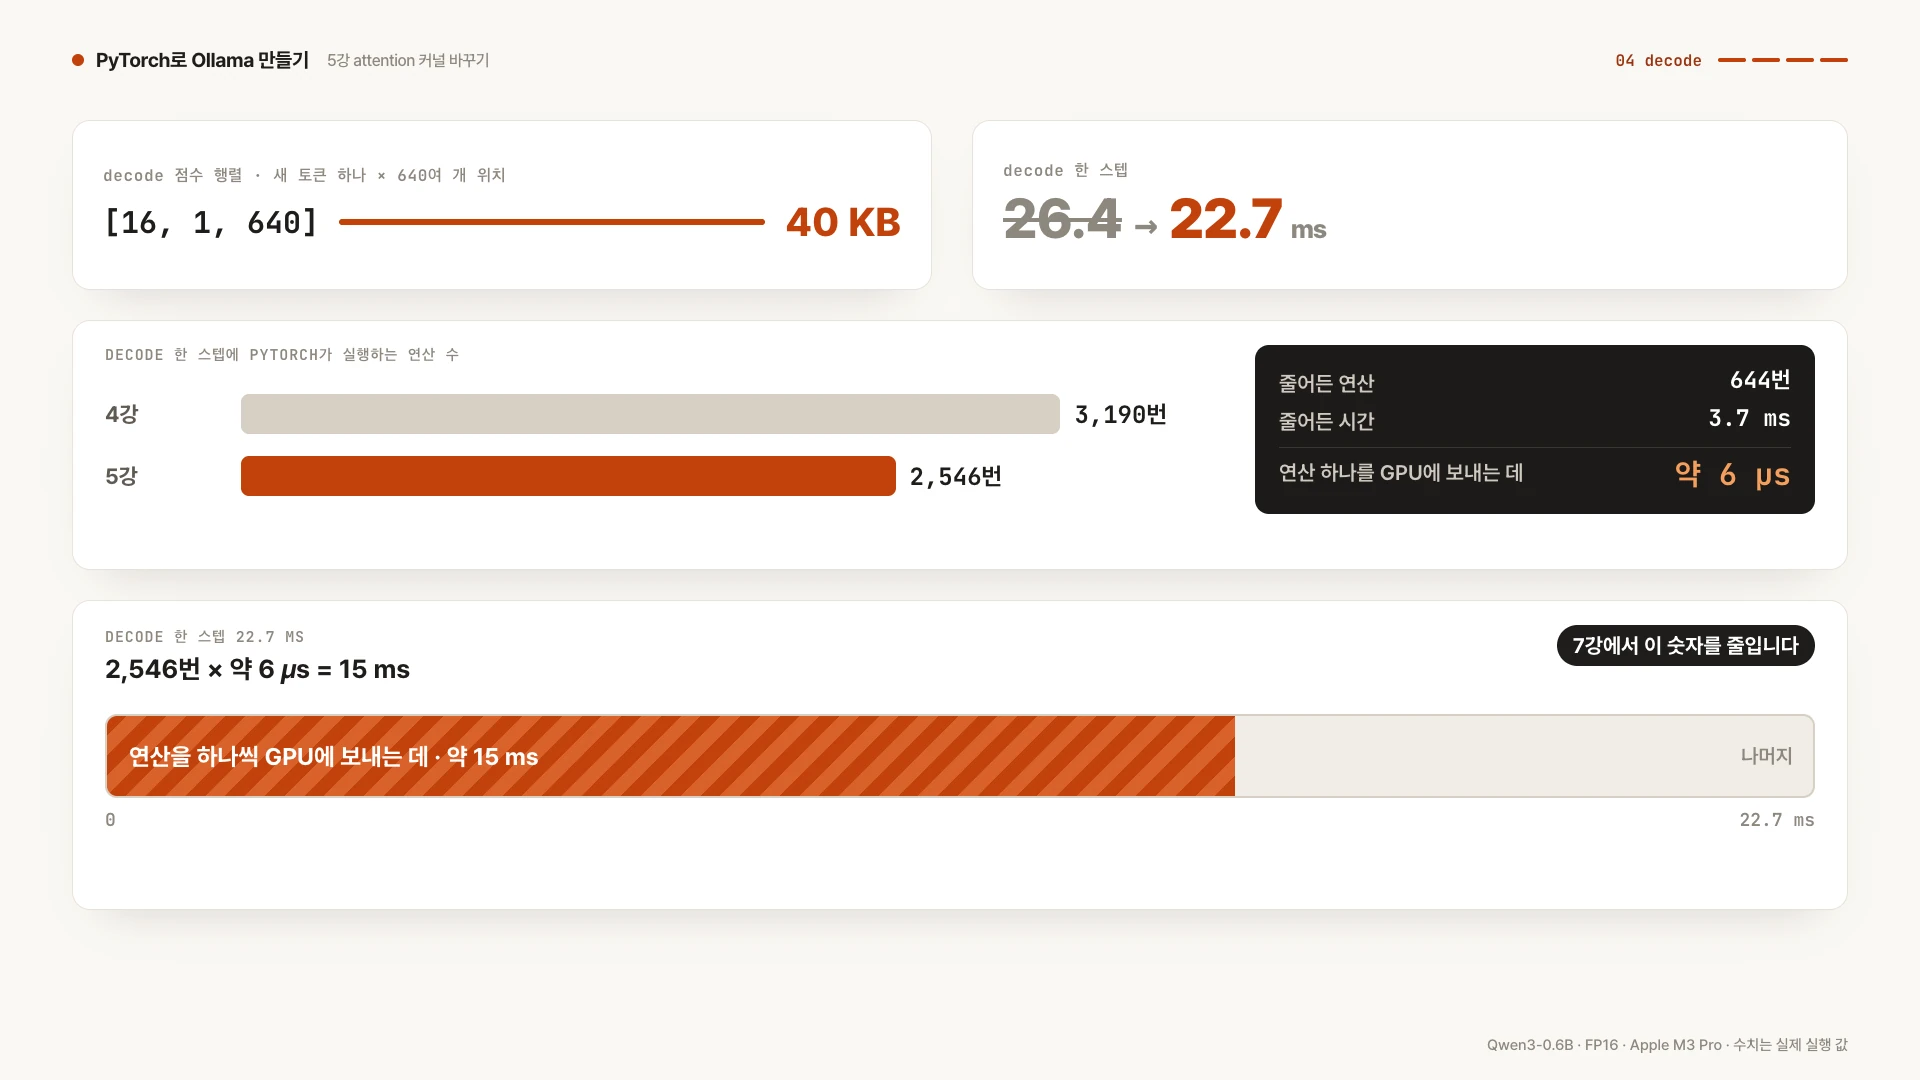 PyTorch로 Ollama 만들기 5강 attention 커널 바꾸기
04 decode
decode 점수 행렬 · 새 토큰 하나 × 640여 개 위치
[16, 1, 640] 40 KB
decode 한 스텝
26.4 → 22.7 ms
DECODE 한 스텝에 PYTORCH가 실행하는 연산 수
4강 3,190번
5강 2,546번
줄어든 연산 644번
줄어든 시간 3.7 ms
연산 하나를 GPU에 보내는 데 약 6 µs
DECODE 한 스텝 22.7 MS
2,546번 × 약 6 µs = 15 ms
7강에서 이 숫자를 줄입니다
연산을 하나씩 GPU에 보내는 데 · 약 15 ms
나머지
0
22.7 ms
Qwen3-0.6B · FP16 · Apple M3 Pro · 수치는 실제 실행 값